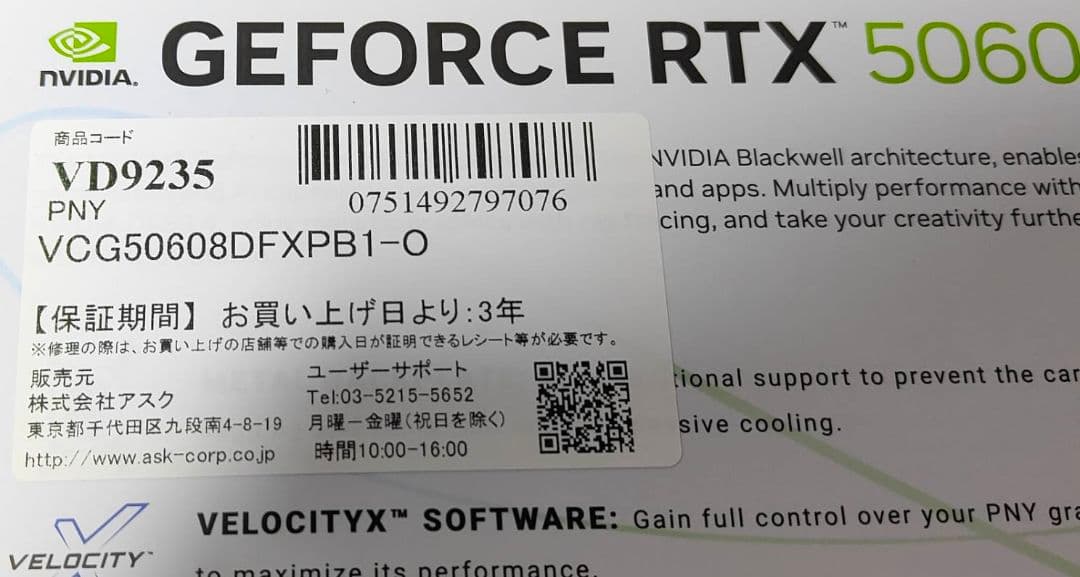 NVIDIA.
GEFORCE RTX™ 5060
商品コード
VD9235
PNY
0751492797076
VCG50608DFXPB1-O
【保証期間】 お買い上げ日より:3年
※修理の際は、お買い上げの店舗等での購入日が証明できるレシート等が必要です。
販売元
株式会社アスク
東京都千代田区九段南4-8-19
http://www.ask-corp.co.jp
ユーザーサポート
Tel:03-5215-5652
月曜ー金曜(祝日を除く)
時間10:00-16:00
NVIDIA Blackwell architecture, enables
and apps. Multiply performance with
cing, and take your creativity furthe
tional support to prevent the car
sive cooling.
VELOCITY™
VELOCITYX™ SOFTWARE: Gain full control over your PNY gra
to maximize its performance.